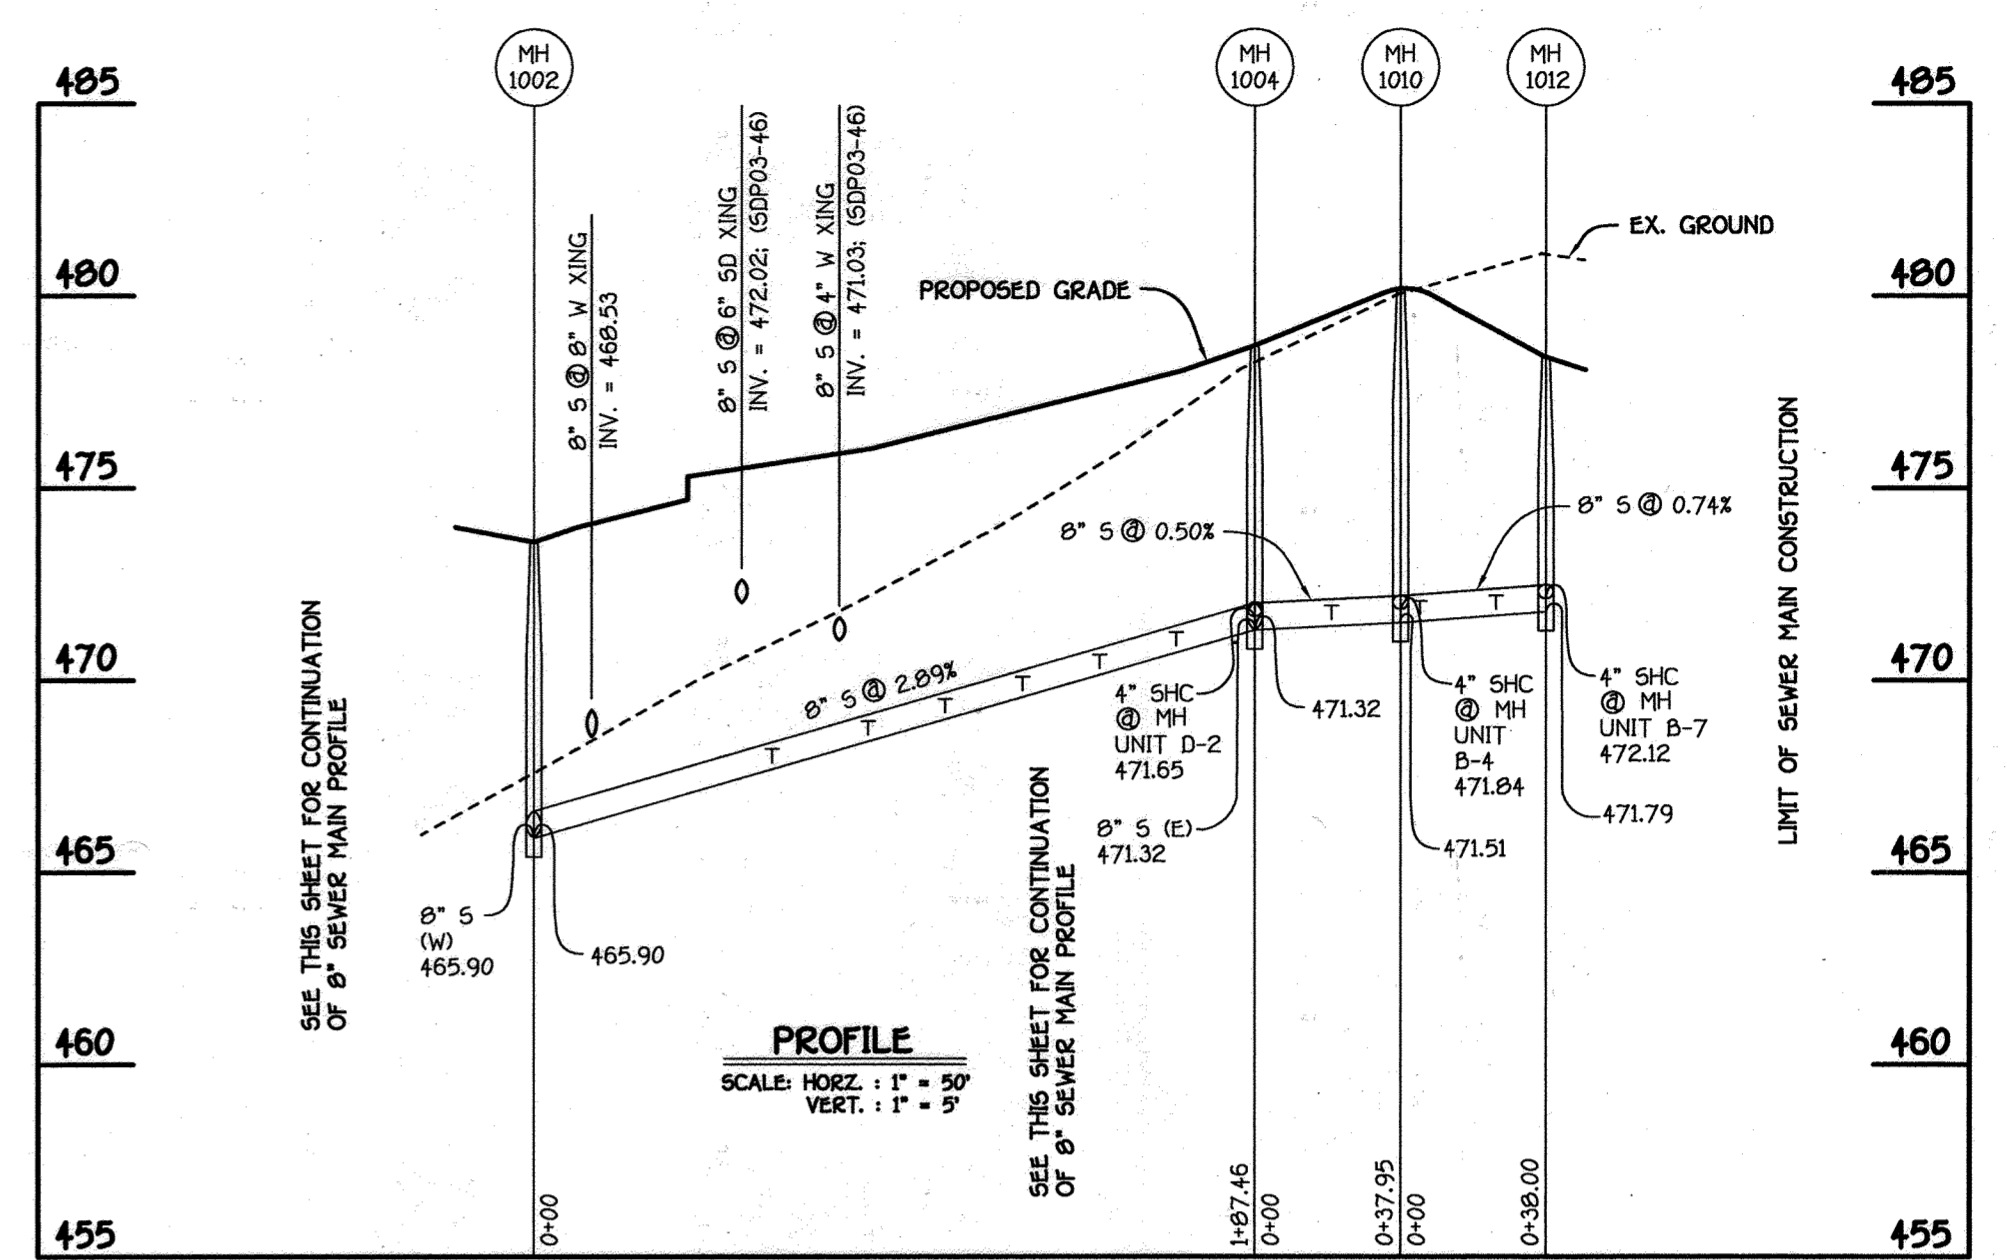 MH
1002
MH
1004
MH
1010
MH
1012
485
480
475
470
465
460
455
485
480
475
470
465
460
455
8" S @ 8" W XING
INV. = 468.53
8" S @ 6" SD XING
INV. = 472.02; (SDP03-46)
8" S @ 4" W XING
INV. = 471.03; (SDP03-46)
PROPOSED GRADE
EX. GROUND
8" S @ 0.50%
8" S @ 0.74%
8" S @ 2.89%
T
T
T
T
T
T
T
T
T
SEE THIS SHEET FOR CONTINUATION
OF 8" SEWER MAIN PROFILE
8" S
(W)
465.90
465.90
4" SHC
@ MH
UNIT D-2
471.65
8" S (E)
471.32
471.32
4" SHC
@ MH
UNIT
B-4
471.84
471.51
4" SHC
@ MH
UNIT B-7
472.12
471.79
SEE THIS SHEET FOR CONTINUATION
OF 8" SEWER MAIN PROFILE
LIMIT OF SEWER MAIN CONSTRUCTION
PROFILE
SCALE: HORZ. : 1" = 50'
VERT. : 1" = 5'
0+00
1+87.46
0+00
0+37.95
0+00
0+38.00